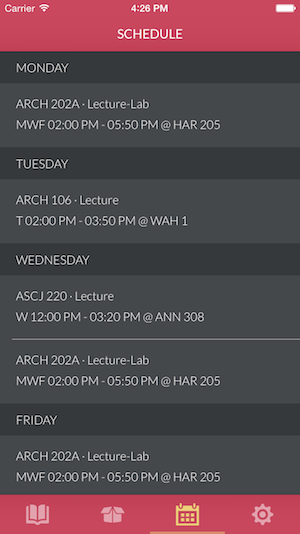 Carrier 4:26 PM
SCHEDULE
MONDAY
ARCH 202A · Lecture-Lab
MWF 02:00 PM - 05:50 PM @ HAR 205
TUESDAY
ARCH 106 · Lecture
T 02:00 PM - 03:50 PM @ WAH 1
WEDNESDAY
ASCJ 220 · Lecture
W 12:00 PM - 03:20 PM @ ANN 308
ARCH 202A · Lecture-Lab
MWF 02:00 PM - 05:50 PM @ HAR 205
FRIDAY
ARCH 202A · Lecture-Lab
MWF 02:00 PM - 05:50 PM @ HAR 205